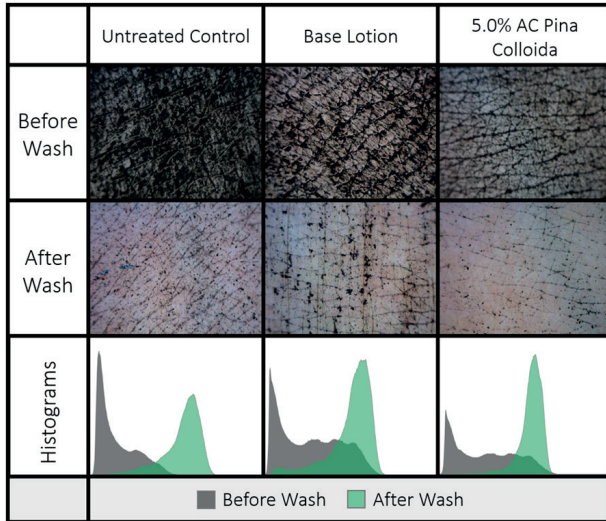 Untreated Control
Base Lotion
5.0% AC Pina
Colloida
Before
Wash
After
Wash
Histograms
Before Wash
After Wash